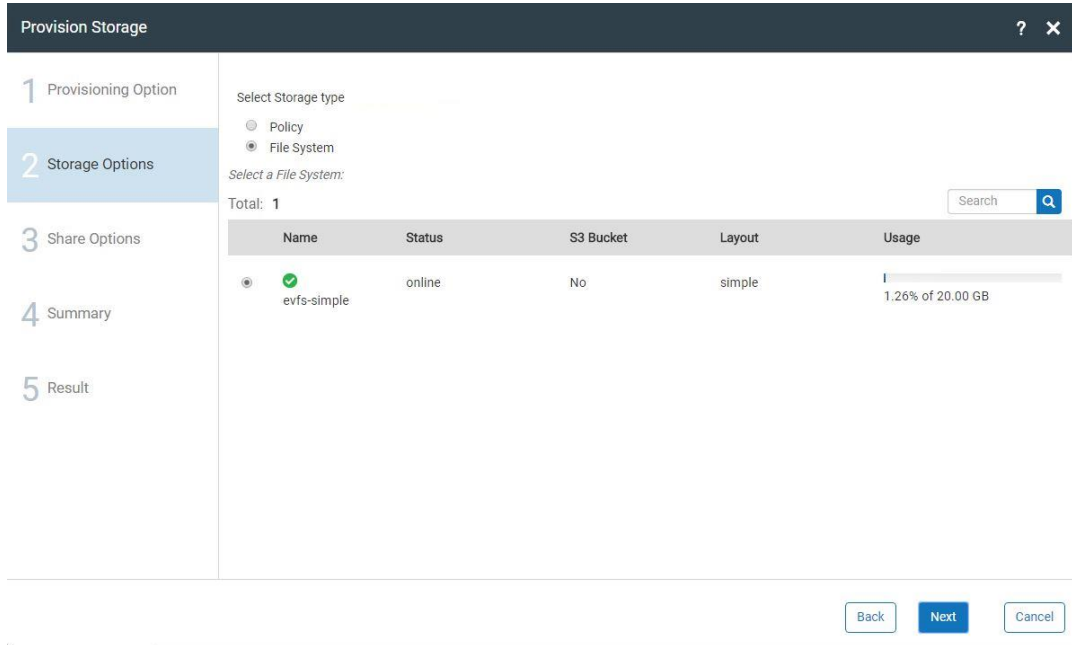 Provision Storage ? ✕
1 Provisioning Option
2 Storage Options
3 Share Options
4 Summary
5 Result
Select Storage type
Policy
File System
Select a File System:
Total: 1
Search
Name Status S3 Bucket Layout Usage
evfs-simple online No simple 1.26% of 20.00 GB
Back Next Cancel